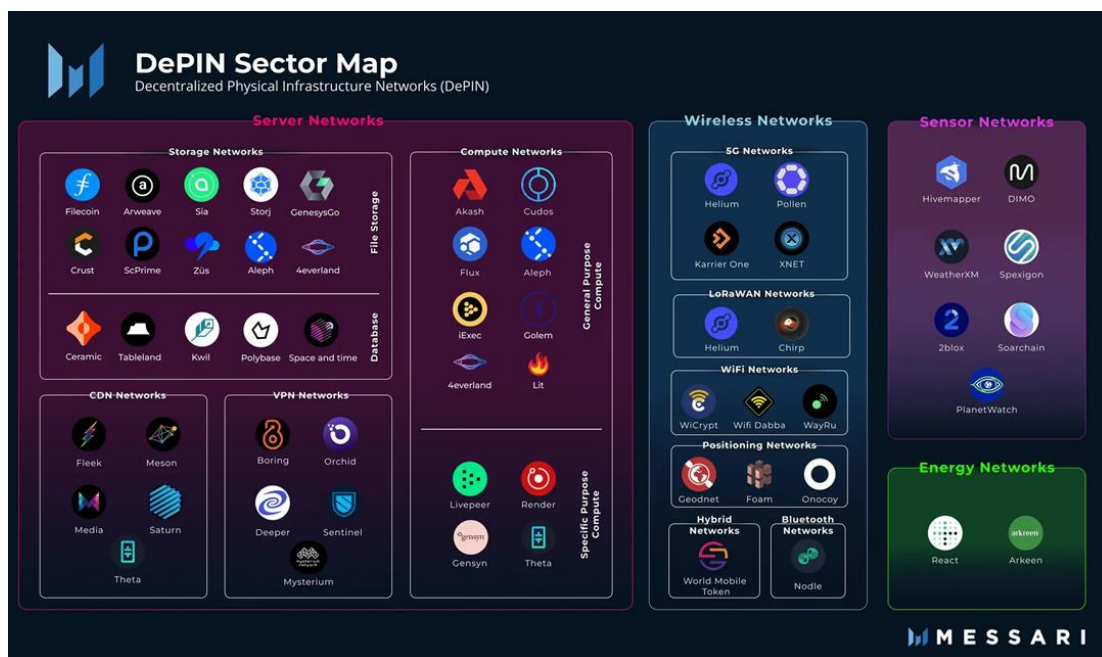 DePIN Sector Map
Decentralized Physical Infrastructure Networks (DePIN)
Server Networks
Storage Networks
Filecoin Arweave Sia Storj GenesysGo
Crust ScPrime Züs Aleph 4everland
File Storage
Ceramic Tableland Kwil Polybase Space and time
Database
CDN Networks
Fleek Meson
Media Saturn
Theta
VPN Networks
Boring Orchid
Deeper Sentinel
mysterium
network
Mysterium
Compute Networks
Akash Cudos
Flux Aleph
iExec Golem
4everland Lit
General Purpose
Compute
Livepeer Render
gensyn
Gensyn Theta
Specific Purpose
Compute
Wireless Networks
5G Networks
Helium Pollen
Karrier One XNET
LoRaWAN Networks
Helium Chirp
WiFi Networks
WiCrypt Wifi Dabba WayRu
Positioning Networks
Geodnet Foam Onocoy
Hybrid
Networks
World Mobile
Token
Bluetooth
Networks
Nodle
Sensor Networks
Hivemapper DIMO
WeatherXM Spexigon
2blox Soarchain
PlanetWatch
Energy Networks
arkreen
React Arkeen
MESSARI